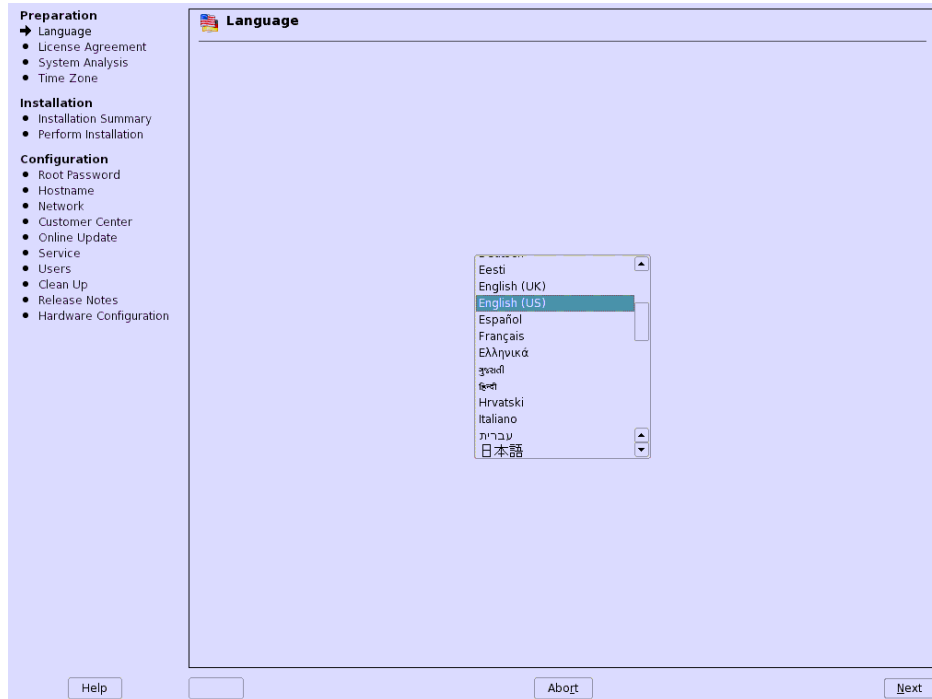 Preparation
Language
License Agreement
System Analysis
Time Zone
Installation
Installation Summary
Perform Installation
Configuration
Root Password
Hostname
Network
Customer Center
Online Update
Service
Users
Clean Up
Release Notes
Hardware Configuration
Language
Eesti
English (UK)
English (US)
Español
Français
Ελληνικά
ગુજરાતી
हिन्दी
Hrvatski
Italiano
עברית
日本語
Help
Abort
Next